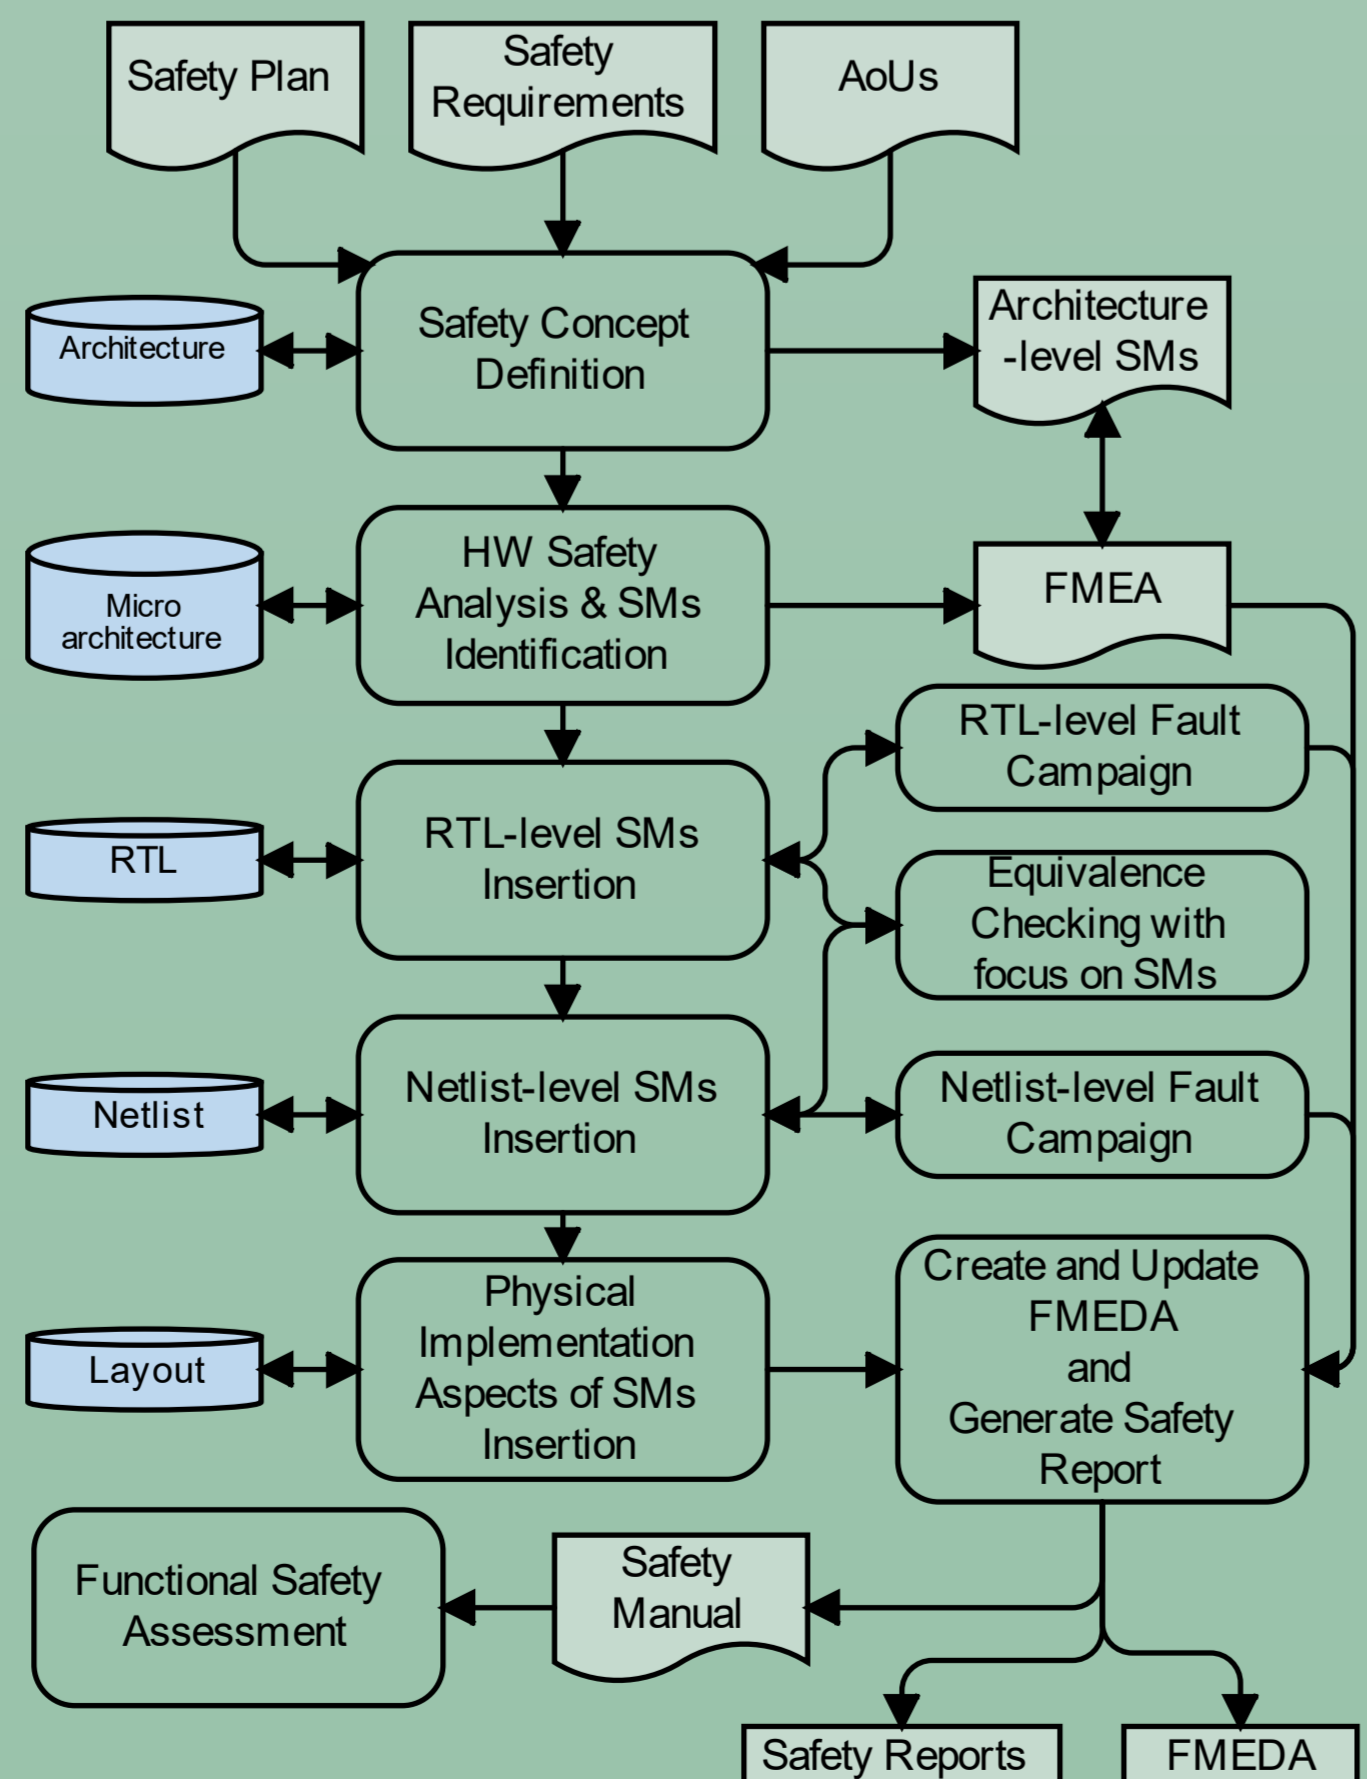 Safety Plan
Safety
Requirements
AoUs
Architecture
Safety Concept
Definition
Architecture
-level SMs
Micro
architecture
HW Safety
Analysis & SMs
Identification
FMEA
RTL-level Fault
Campaign
RTL
RTL-level SMs
Insertion
Equivalence
Checking with
focus on SMs
Netlist
Netlist-level SMs
Insertion
Netlist-level Fault
Campaign
Layout
Physical
Implementation
Aspects of SMs
Insertion
Create and Update
FMEDA
and
Generate Safety
Report
Functional Safety
Assessment
Safety
Manual
Safety Reports
FMEDA